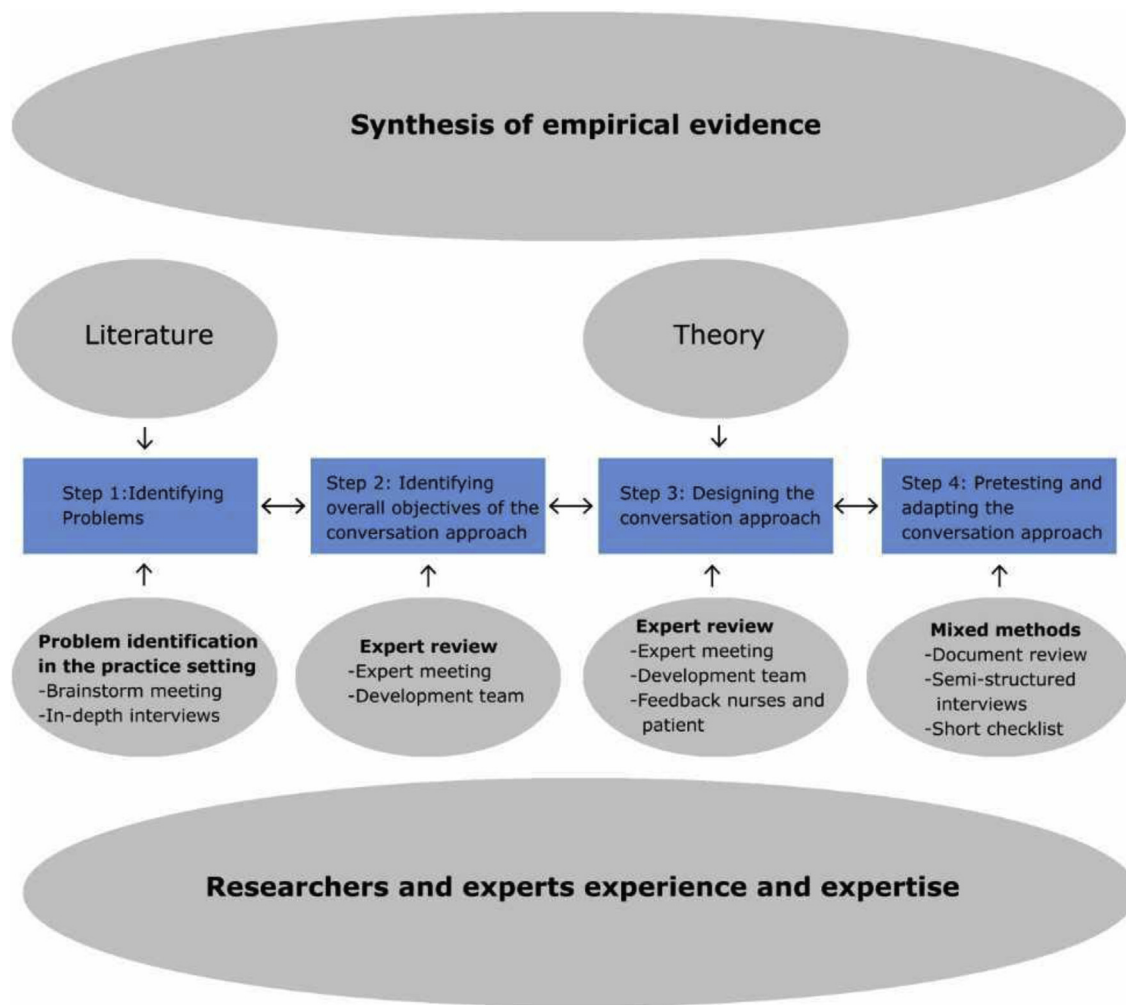 Synthesis of empirical evidence
Literature
Theory
Step 1:Identifying
Problems
Step 2: Identifying
overall objectives of the
conversation approach
Step 3: Designing the
conversation approach
Step 4: Pretesting and
adapting the
conversation approach
Problem identification
in the practice setting
-Brainstorm meeting
-In-depth interviews
Expert review
-Expert meeting
-Development team
Expert review
-Expert meeting
-Development team
-Feedback nurses and
patient
Mixed methods
-Document review
-Semi-structured
interviews
-Short checklist
Researchers and experts experience and expertise